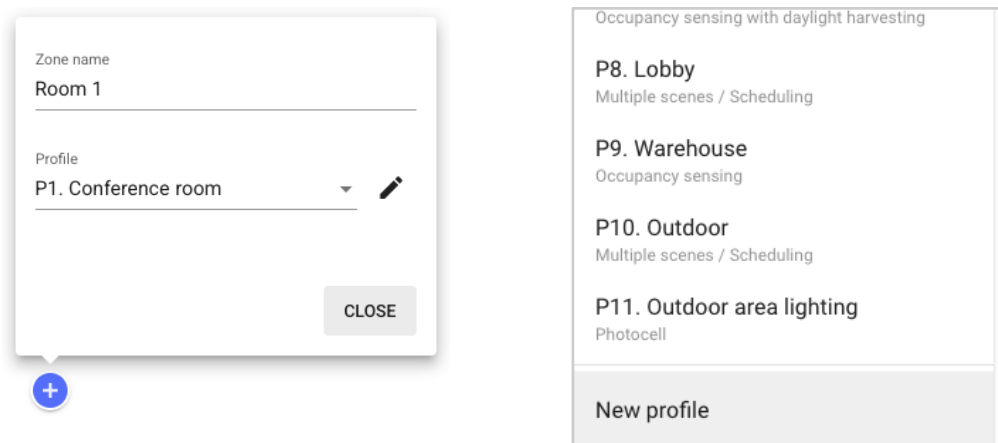 Zone name
Room 1
Profile
P1. Conference room
CLOSE
Occupancy sensing with daylight harvesting
P8. Lobby
Multiple scenes / Scheduling
P9. Warehouse
Occupancy sensing
P10. Outdoor
Multiple scenes / Scheduling
P11. Outdoor area lighting
Photocell
New profile